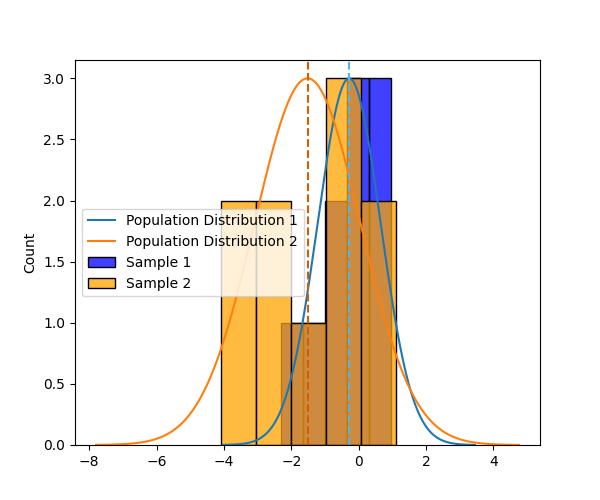 3.0
2.5
2.0
1.5
1.0
0.5
0.0
Count
Population Distribution 1
Population Distribution 2
Sample 1
Sample 2
−8 −6 −4 −2 0 2 4